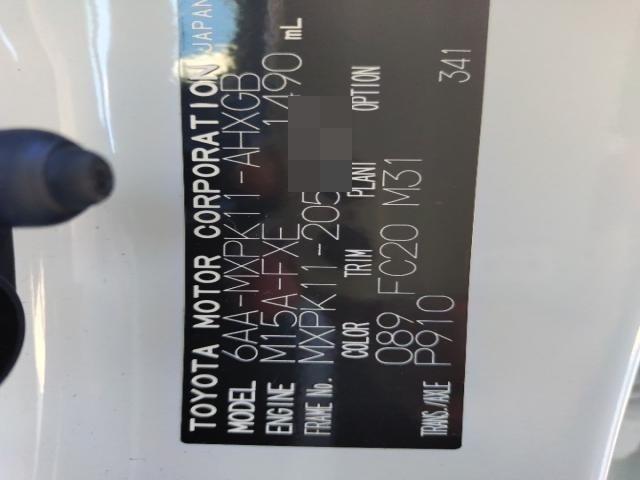 TOYOTA MOTOR CORPORATION JAPAN
MODEL 6AA-MXPK11-AHXGB
ENGINE M15A-FXE 1490 mL
FRAME No. MXPK11-205
COLOR TRIM PLANT OPTION
089 FC20 M31 341
TRANS./AXLE P910